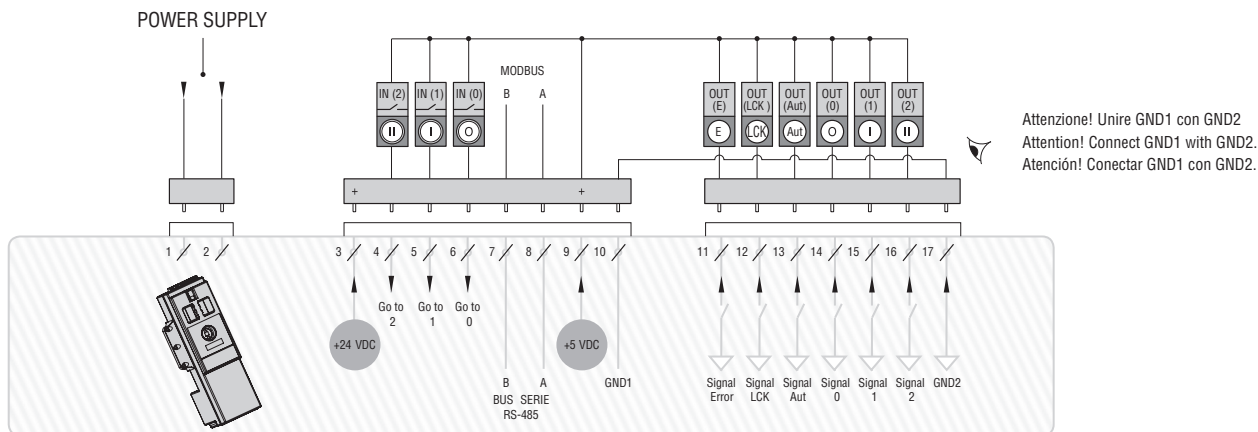 POWER SUPPLY
MODBUS
B A
IN (2) IN (1) IN (0)
II I O
OUT (E) OUT (LCK ) OUT (Aut) OUT (0) OUT (1) OUT (2)
E LCK Aut O I II
Attenzione! Unire GND1 con GND2
Attention! Connect GND1 with GND2.
Atención! Conectar GND1 con GND2.
+ +
1 2 3 4 5 6 7 8 9 10 11 12 13 14 15 16 17
Go to 2
Go to 1
Go to 0
+24 VDC
+5 VDC
B A
BUS SERIE
RS-485
GND1
Signal Error
Signal LCK
Signal Aut
Signal 0
Signal 1
Signal 2
GND2